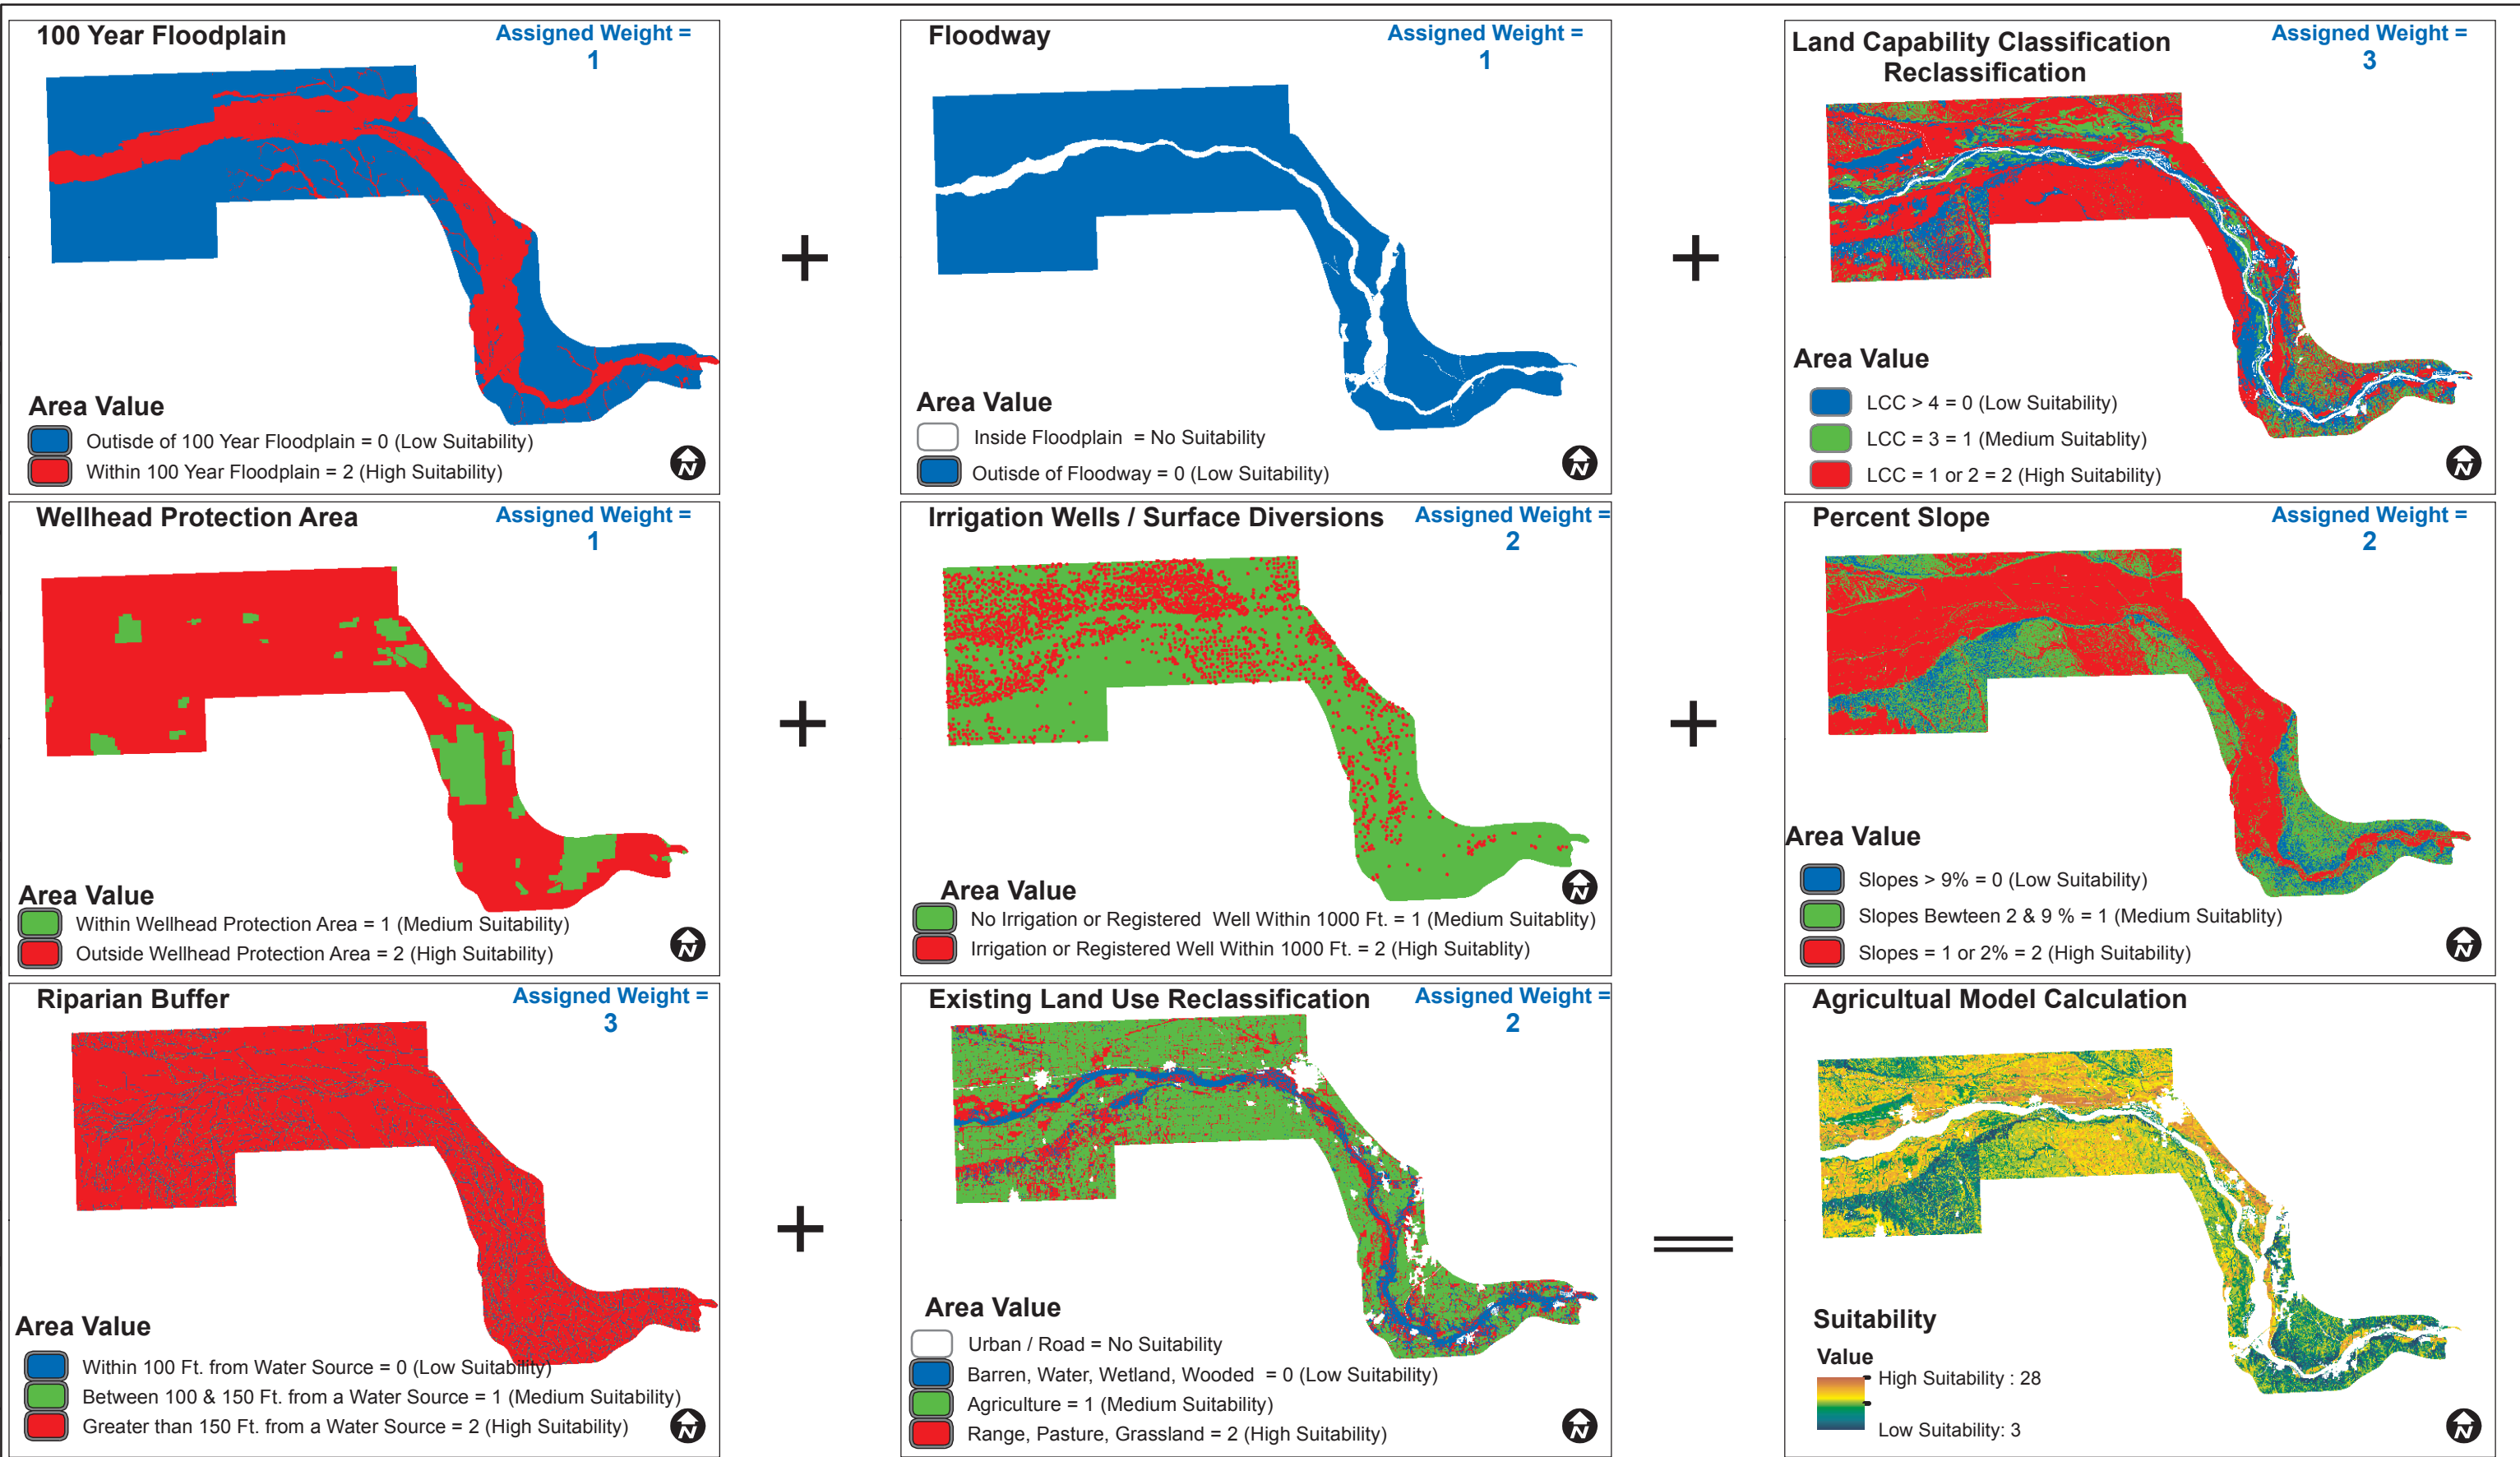 100 Year Floodplain
Assigned Weight =
1
Area Value
Outisde of 100 Year Floodplain = 0 (Low Suitability)
Within 100 Year Floodplain = 2 (High Suitability)
N
+
Floodway
Assigned Weight =
1
Area Value
Inside Floodplain = No Suitability
Outisde of Floodway = 0 (Low Suitability)
N
+
Land Capability Classification
Reclassification
Assigned Weight =
3
Area Value
LCC > 4 = 0 (Low Suitability)
LCC = 3 = 1 (Medium Suitablity)
LCC = 1 or 2 = 2 (High Suitability)
N
Wellhead Protection Area
Assigned Weight =
1
Area Value
Within Wellhead Protection Area = 1 (Medium Suitability)
Outside Wellhead Protection Area = 2 (High Suitability)
N
+
Irrigation Wells / Surface Diversions
Assigned Weight =
2
Area Value
No Irrigation or Registered Well Within 1000 Ft. = 1 (Medium Suitablity)
Irrigation or Registered Well Within 1000 Ft. = 2 (High Suitablity)
N
+
Percent Slope
Assigned Weight =
2
Area Value
Slopes > 9% = 0 (Low Suitability)
Slopes Bewteen 2 & 9 % = 1 (Medium Suitablity)
Slopes = 1 or 2% = 2 (High Suitability)
N
Riparian Buffer
Assigned Weight =
3
Area Value
Within 100 Ft. from Water Source = 0 (Low Suitability)
Between 100 & 150 Ft. from a Water Source = 1 (Medium Suitability)
Greater than 150 Ft. from a Water Source = 2 (High Suitability)
N
+
Existing Land Use Reclassification
Assigned Weight =
2
Area Value
Urban / Road = No Suitability
Barren, Water, Wetland, Wooded = 0 (Low Suitability)
Agriculture = 1 (Medium Suitability)
Range, Pasture, Grassland = 2 (High Suitability)
N
=
Agricultual Model Calculation
Suitability
Value
High Suitability : 28
Low Suitability: 3
N